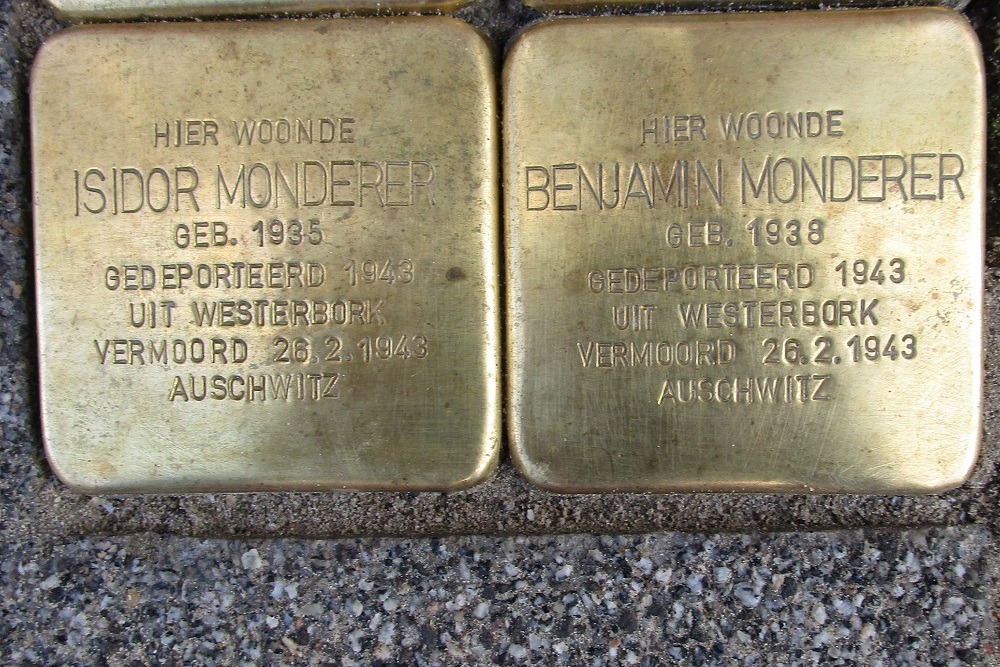 HIER WOONDE
ISIDOR MONDERER
GEB. 1935
GEDEPORTEERD 1943
UIT WESTERBORK
VERMOORD 26.2.1943
AUSCHWITZ
HIER WOONDE
BENJAMIN MONDERER
GEB. 1938
GEDEPORTEERD 1943
UIT WESTERBORK
VERMOORD 26.2.1943
AUSCHWITZ